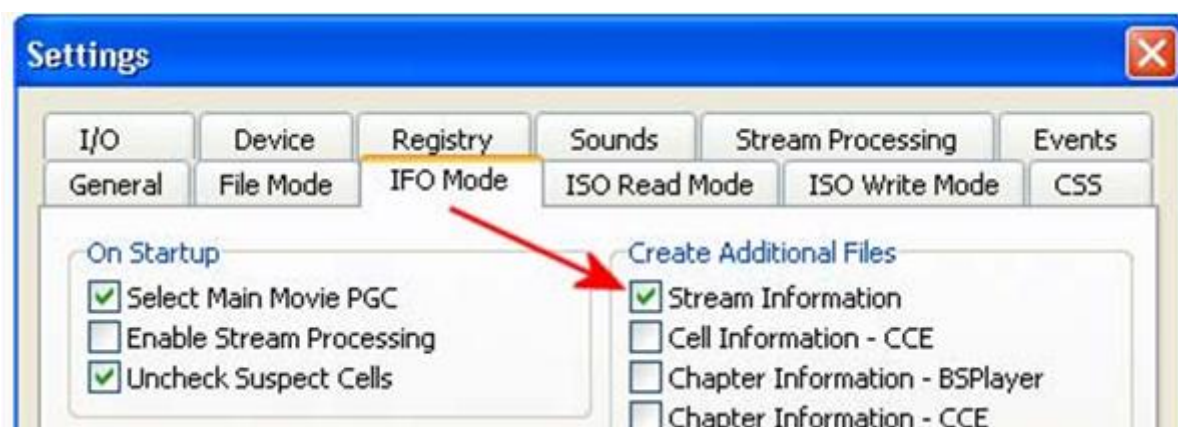 Settings
I/O Device Registry Sounds Stream Processing Events
General File Mode IFO Mode ISO Read Mode ISO Write Mode CSS
On Startup
Select Main Movie PGC
Enable Stream Processing
Uncheck Suspect Cells
Create Additional Files
Stream Information
Cell Information - CCE
Chapter Information - BSPlayer
Chapter Information - CCE